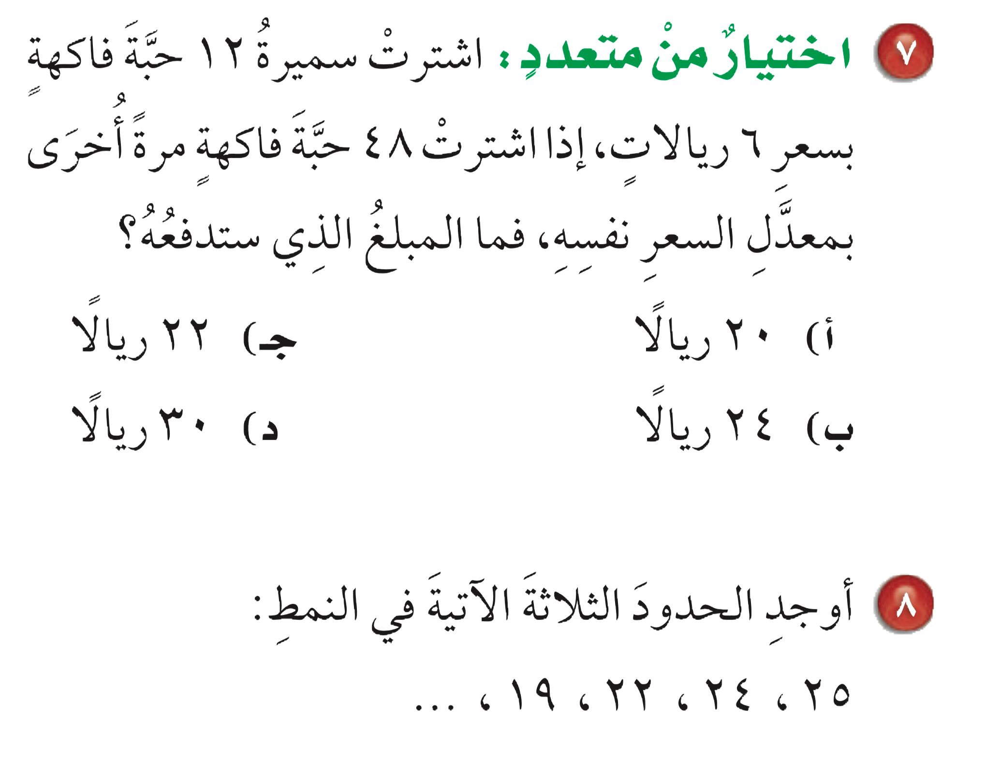 ٧ اختيارٌ منْ متعددٍ: اشترتْ سميرةُ ١٢ حبَّةَ فاكهةٍ
بسعرِ ٦ ريالاتٍ، إذا اشترتْ ٤٨ حبَّةَ فاكهةٍ مرةً أُخرَى
بمعدَّلِ السعرِ نفسِهِ، فما المبلغُ الذِي ستدفعُهُ؟
أ) ٢٠ ريالًا جـ) ٢٢ ريالًا
ب) ٢٤ ريالًا د) ٣٠ ريالًا
٨ أوجدِ الحدودَ الثلاثةَ الآتيةَ في النمطِ:
٢٥ ، ٢٤ ، ٢٢ ، ١٩ ، ...